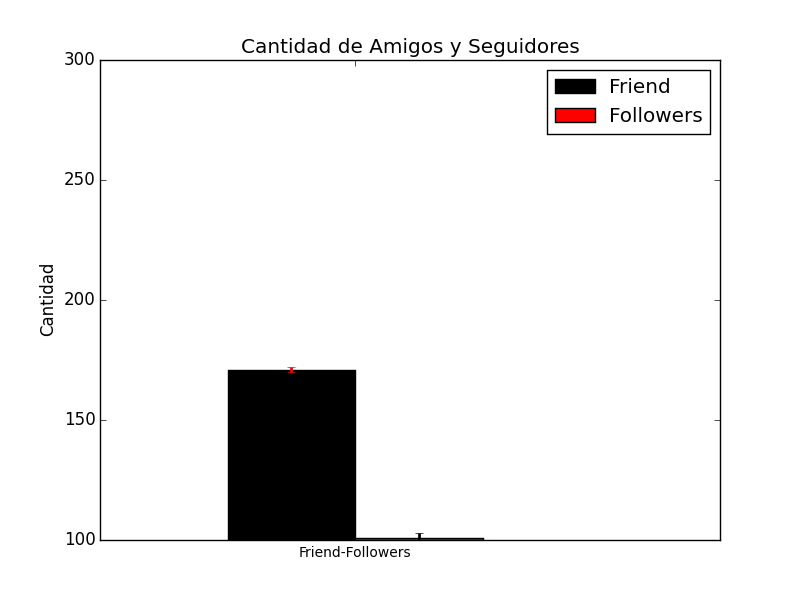 Cantidad de Amigos y Seguidores
300
Friend
Followers
250
200
Cantidad
150
100
Friend-Followers